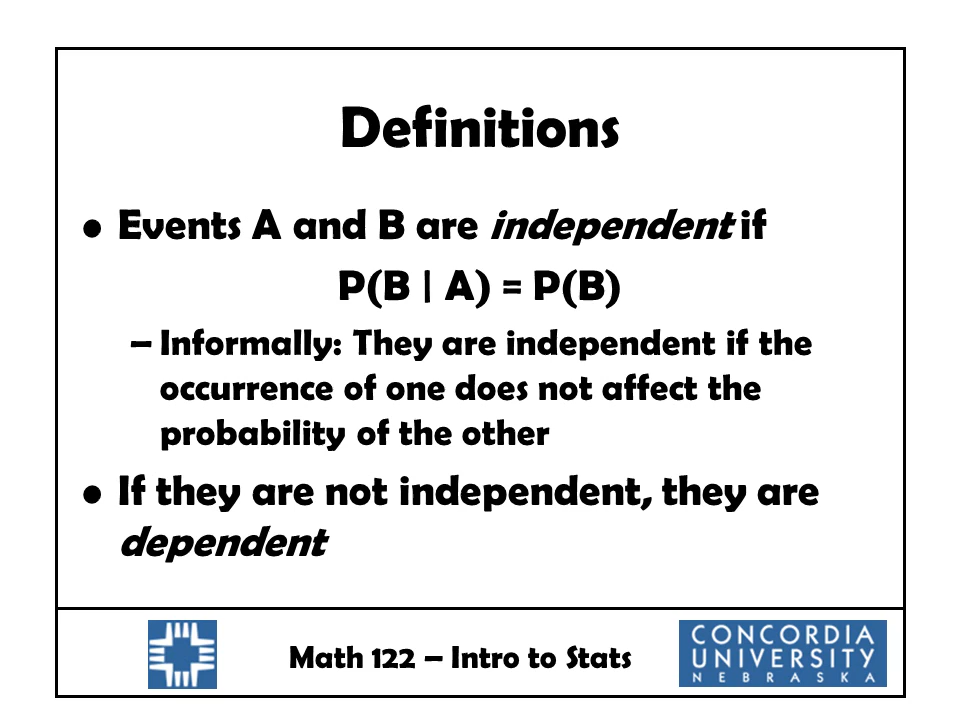 Definitions
● Events A and B are independent if
P(B | A) = P(B)
– Informally: They are independent if the
occurrence of one does not affect the
probability of the other
● If they are not independent, they are
dependent
Math 122 – Intro to Stats
CONCORDIA
UNIVERSITY
NEBRASKA